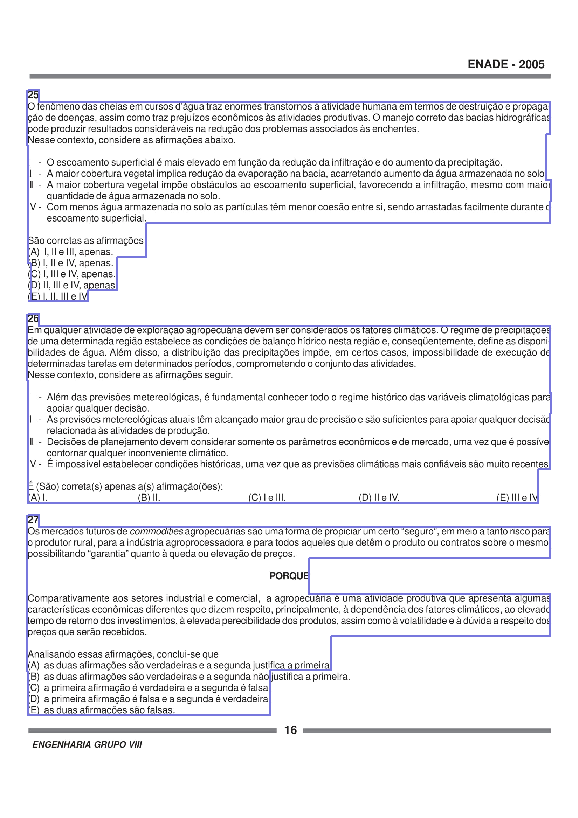 ENADE - 2005
25
O fenômeno das cheias em cursos d'água traz enormes transtornos à atividade humana em termos de destruição e propaga-
ção de doenças, assim como traz prejuízos econômicos às atividades produtivas. O manejo correto das bacias hidrográficas
pode produzir resultados consideráveis na redução dos problemas associados às enchentes.
Nesse contexto, considere as afirmações abaixo.
- O escoamento superficial é mais elevado em função da redução da infiltração e do aumento da precipitação.
I - A maior cobertura vegetal implica redução da evaporação na bacia, acarretando aumento da água armazenada no solo.
II - A maior cobertura vegetal impõe obstáculos ao escoamento superficial, favorecendo a infiltração, mesmo com maior
quantidade de água armazenada no solo.
V - Com menos água armazenada no solo as partículas têm menor coesão entre si, sendo arrastadas facilmente durante o
escoamento superficial.
São corretas as afirmações
(A) I, II e III, apenas.
(B) I, II e IV, apenas.
(C) I, III e IV, apenas.
(D) II, III e IV, apenas.
(E) I, II, III e IV.
26
Em qualquer atividade de exploração agropecuária devem ser considerados os fatores climáticos. O regime de precipitações
de uma determinada região estabelece as condições de balanço hídrico nesta região e, conseqüentemente, define as disponi-
bilidades de água. Além disso, a distribuição das precipitações impõe, em certos casos, impossibilidade de execução de
determinadas tarefas em determinados períodos, comprometendo o conjunto das atividades.
Nesse contexto, considere as afirmações a seguir.
- Além das previsões metereológicas, é fundamental conhecer todo o regime histórico das variáveis climatológicas para
apoiar qualquer decisão.
I - As previsões metereológicas atuais têm alcançado maior grau de precisão e são suficientes para apoiar qualquer decisão
relacionada às atividades de produção.
II - Decisões de planejamento devem considerar somente os parâmetros econômicos e de mercado, uma vez que é possível
contornar qualquer inconveniente climático.
V - É impossível estabelecer condições históricas, uma vez que as previsões climáticas mais confiáveis são muito recentes.
É (São) correta(s) apenas a(s) afirmação(ões):
(A) I. (B) II. (C) I e III. (D) II e IV. (E) III e IV.
27
Os mercados futuros de commodities agropecuárias são uma forma de propiciar um certo “seguro”, em meio a tanto risco para
o produtor rural, para a indústria agroprocessadora e para todos aqueles que detêm o produto ou contratos sobre o mesmo,
possibilitando “garantia” quanto à queda ou elevação de preços.
PORQUE
Comparativamente aos setores industrial e comercial, a agropecuária é uma atividade produtiva que apresenta algumas
características econômicas diferentes que dizem respeito, principalmente, à dependência dos fatores climáticos, ao elevado
tempo de retorno dos investimentos, à elevada perecibilidade dos produtos, assim como à volatilidade e à dúvida a respeito dos
preços que serão recebidos.
Analisando essas afirmações, conclui-se que
(A) as duas afirmações são verdadeiras e a segunda justifica a primeira.
(B) as duas afirmações são verdadeiras e a segunda não justifica a primeira.
(C) a primeira afirmação é verdadeira e a segunda é falsa.
(D) a primeira afirmação é falsa e a segunda é verdadeira.
(E) as duas afirmações são falsas.
16
ENGENHARIA GRUPO VIII